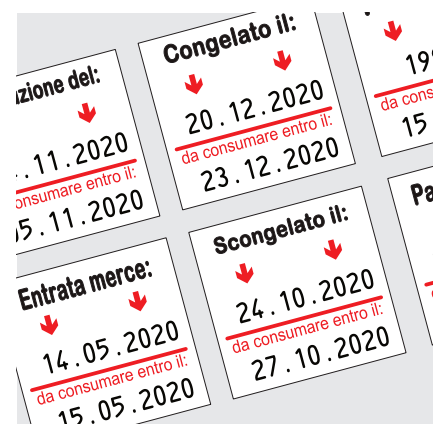 Congelato il:
20.12.2020
da consumare entro il:
23.12.2020
zione del:
.11.2020
consumare entro il:
5.11.2020
19
da cons
15
Scongelato il:
24.10.2020
da consumare entro il:
27.10.2020
Entrata merce:
14.05.2020
da consumare entro il:
15.05.2020
Pa